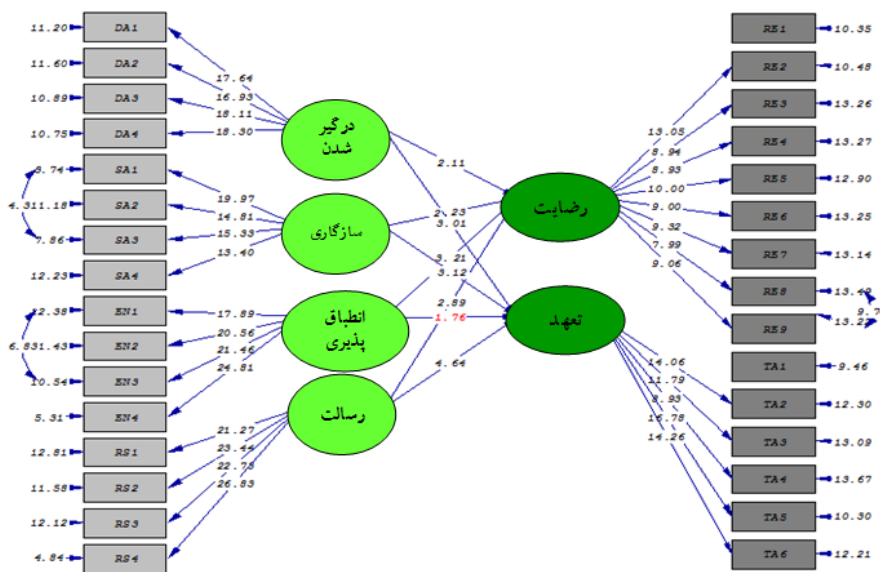 11.20 DA1
11.60 DA2
10.89 DA3
10.75 DA4
3.74 SA1
4.311.18 SA2
7.86 SA3
12.23 SA4
12.38 EN1
6.831.43 EN2
10.54 EN3
5.31 EN4
12.81 RS1
11.58 RS2
12.12 RS3
4.84 RS4
17.64
16.93
18.11
18.30
19.97
14.81
15.33
13.40
17.89
20.56
21.46
24.81
21.27
23.44
22.73
26.83
درگیر
شدن
سازگاری
انطباق
پذیری
رسالت
2.11
2.23
3.01
3.21
3.12
2.89
1.76
4.64
رضایت
تعهد
13.05
8.94
8.93
10.00
9.00
9.32
7.99
9.06
14.06
11.79
8.93
16.78
14.26
RE1 10.35
RE2 10.48
RE3 13.26
RE4 13.27
RE5 12.90
RE6 13.25
RE7 13.14
RE8 13.49
9.7
RE9 13.22
TA1 9.46
TA2 12.30
TA3 13.09
TA4 13.67
TA5 10.30
TA6 12.21